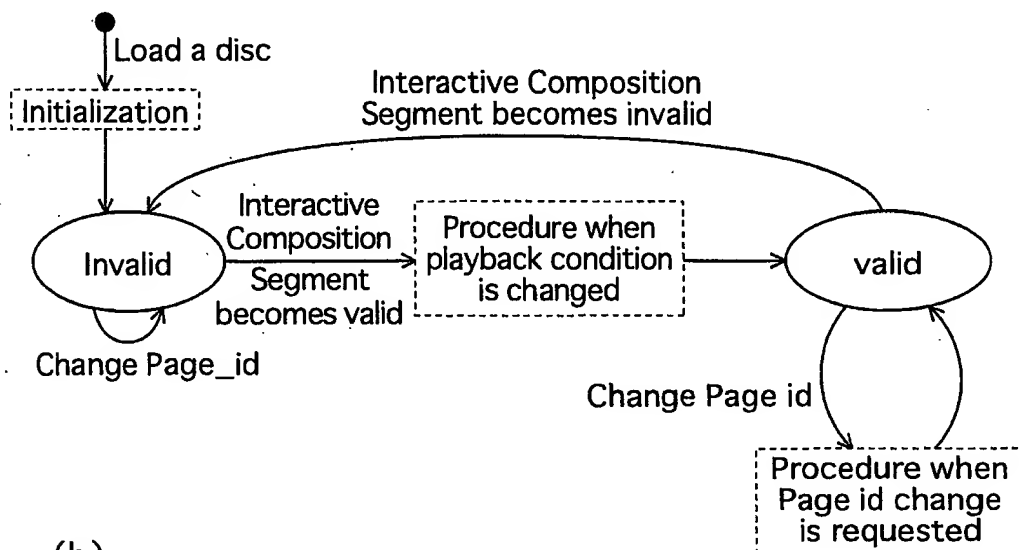 Load a disc
Initialization
Interactive Composition
Segment becomes invalid
Invalid
Interactive
Composition
Segment
becomes valid
Procedure when
playback condition
is changed
valid
Change Page_id
Change Page id
Procedure when
Page id change
is requested
(b)